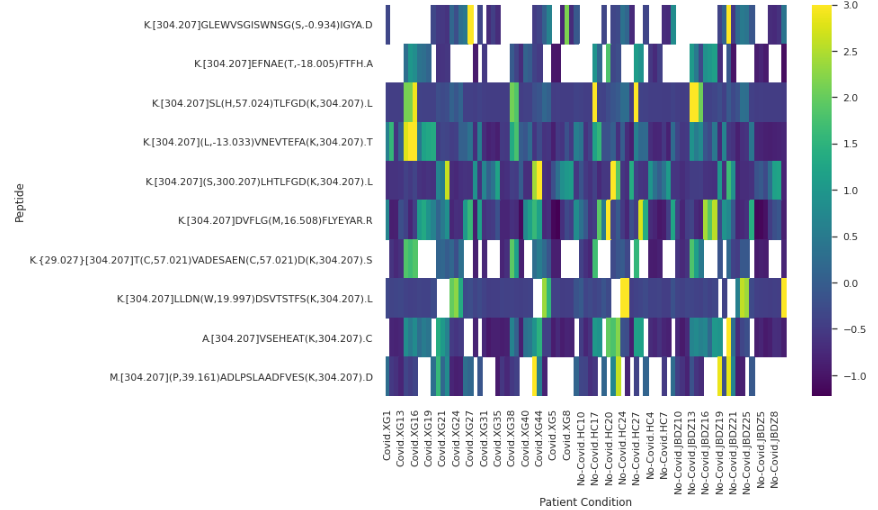 Peptide
K.[304.207]GLEWVSGISWNSG(S,-0.934)IGYA.D
K.[304.207]EFNAE(T,-18.005)FTFH.A
K.[304.207]SL(H,57.024)TLFGD(K,304.207).L
K.[304.207](L,-13.033)VNEVTEFA(K,304.207).T
K.[304.207](S,300.207)LHTLFGD(K,304.207).L
K.[304.207]DVFLG(M,16.508)FLYEYAR.R
K.{29.027}[304.207]T(C,57.021)VADESAEN(C,57.021)D(K,304.207).S
K.[304.207]LLDN(W,19.997)DSVTSTFS(K,304.207).L
A.[304.207]VSEHEAT(K,304.207).C
M.[304.207](P,39.161)ADLPSLAADFVES(K,304.207).D
3.0
2.5
2.0
1.5
1.0
0.5
0.0
−0.5
−1.0
Covid.XG1
Covid.XG13
Covid.XG16
Covid.XG19
Covid.XG21
Covid.XG24
Covid.XG27
Covid.XG31
Covid.XG35
Covid.XG38
Covid.XG40
Covid.XG44
Covid.XG5
Covid.XG8
No-Covid.HC10
No-Covid.HC17
No-Covid.HC20
No-Covid.HC24
No-Covid.HC27
No-Covid.HC4
No-Covid.HC7
No-Covid.JBDZ10
No-Covid.JBDZ13
No-Covid.JBDZ16
No-Covid.JBDZ19
No-Covid.JBDZ21
No-Covid.JBDZ25
No-Covid.JBDZ5
No-Covid.JBDZ8
Patient Condition